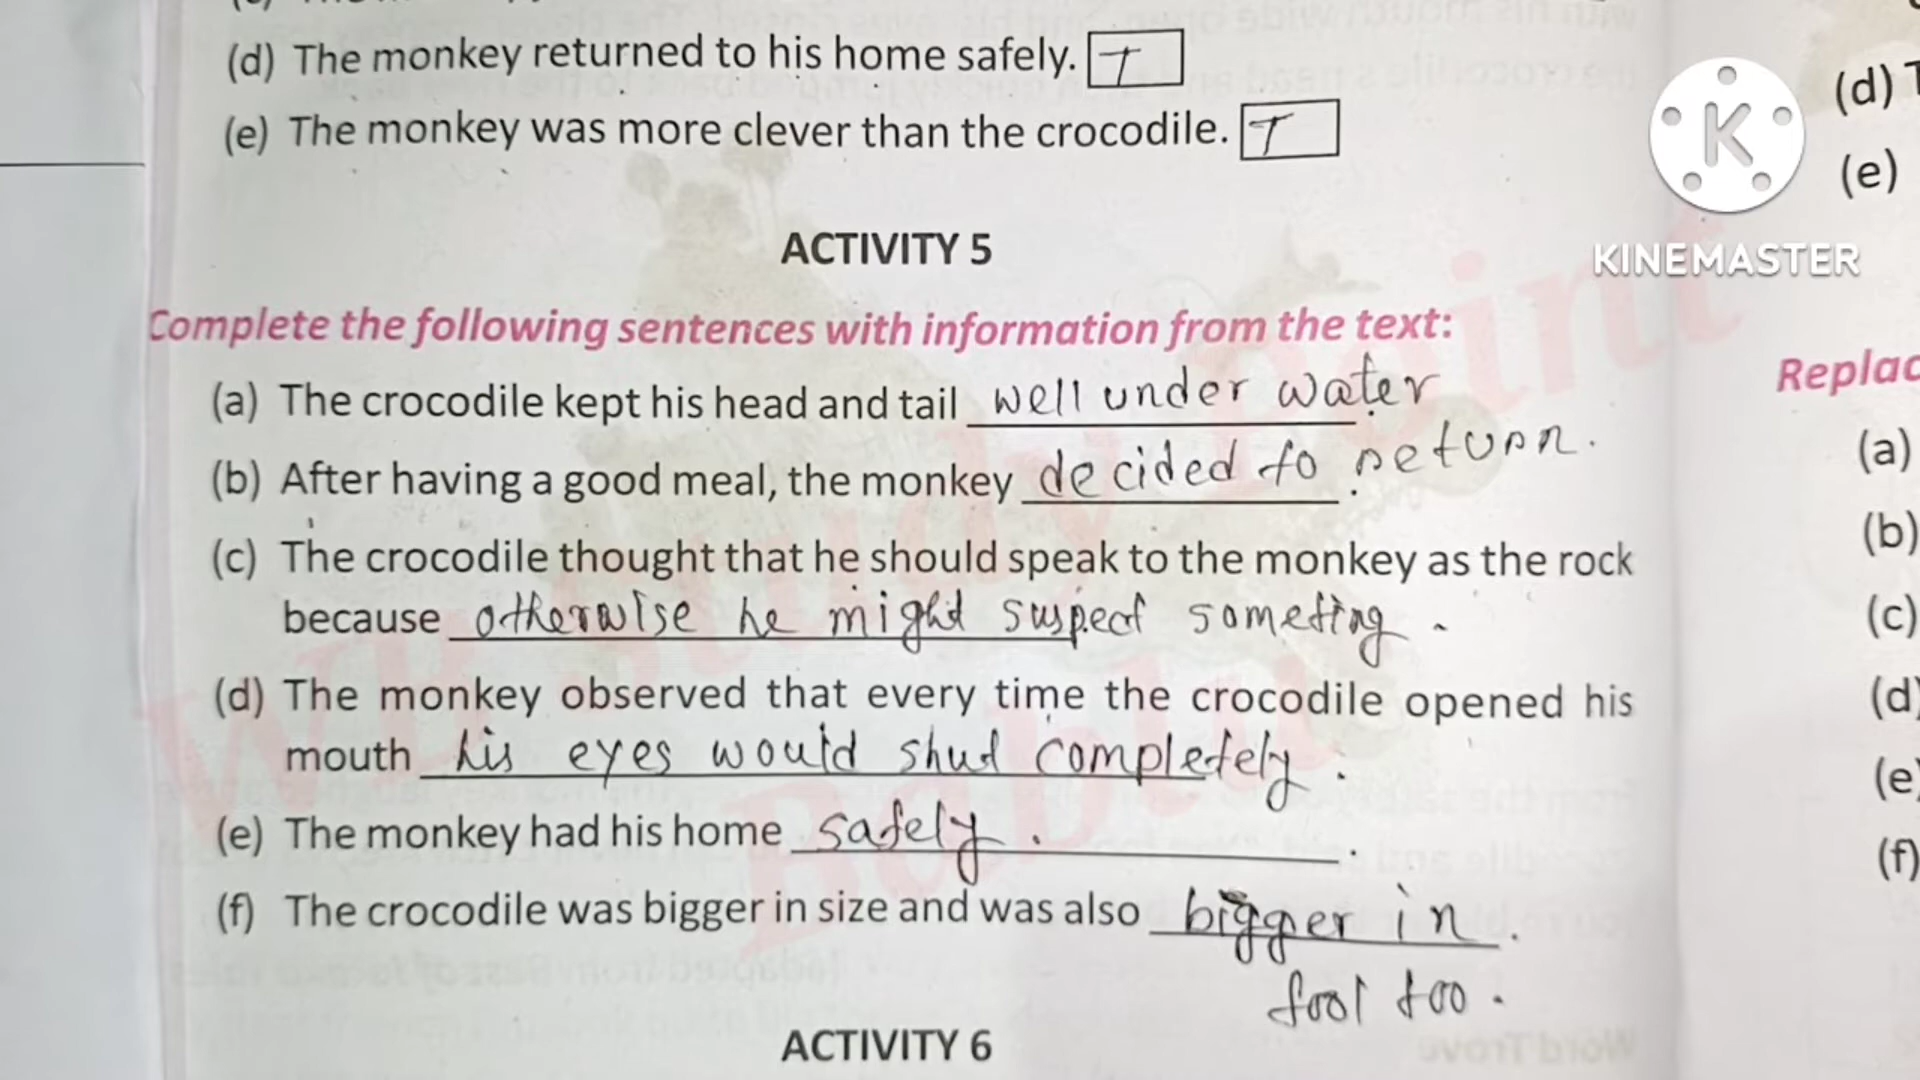 (d) The monkey returned to his home safely. T
(e) The monkey was more clever than the crocodile. T
(d) T
(e)
K
KINEMASTER
ACTIVITY 5
Complete the following sentences with information from the text:
(a) The crocodile kept his head and tail well under water.
(b) After having a good meal, the monkey decided to return.
(c) The crocodile thought that he should speak to the monkey as the rock
because otherwise he might suspect someting.
(d) The monkey observed that every time the crocodile opened his
mouth his eyes would shut completely.
(e) The monkey had his home safely.
(f) The crocodile was bigger in size and was also bigger in.
fool too.
ACTIVITY 6
Replac
(a)
(b)
(c)
(d)
(e)
(f)
WB Study Point
Bablu